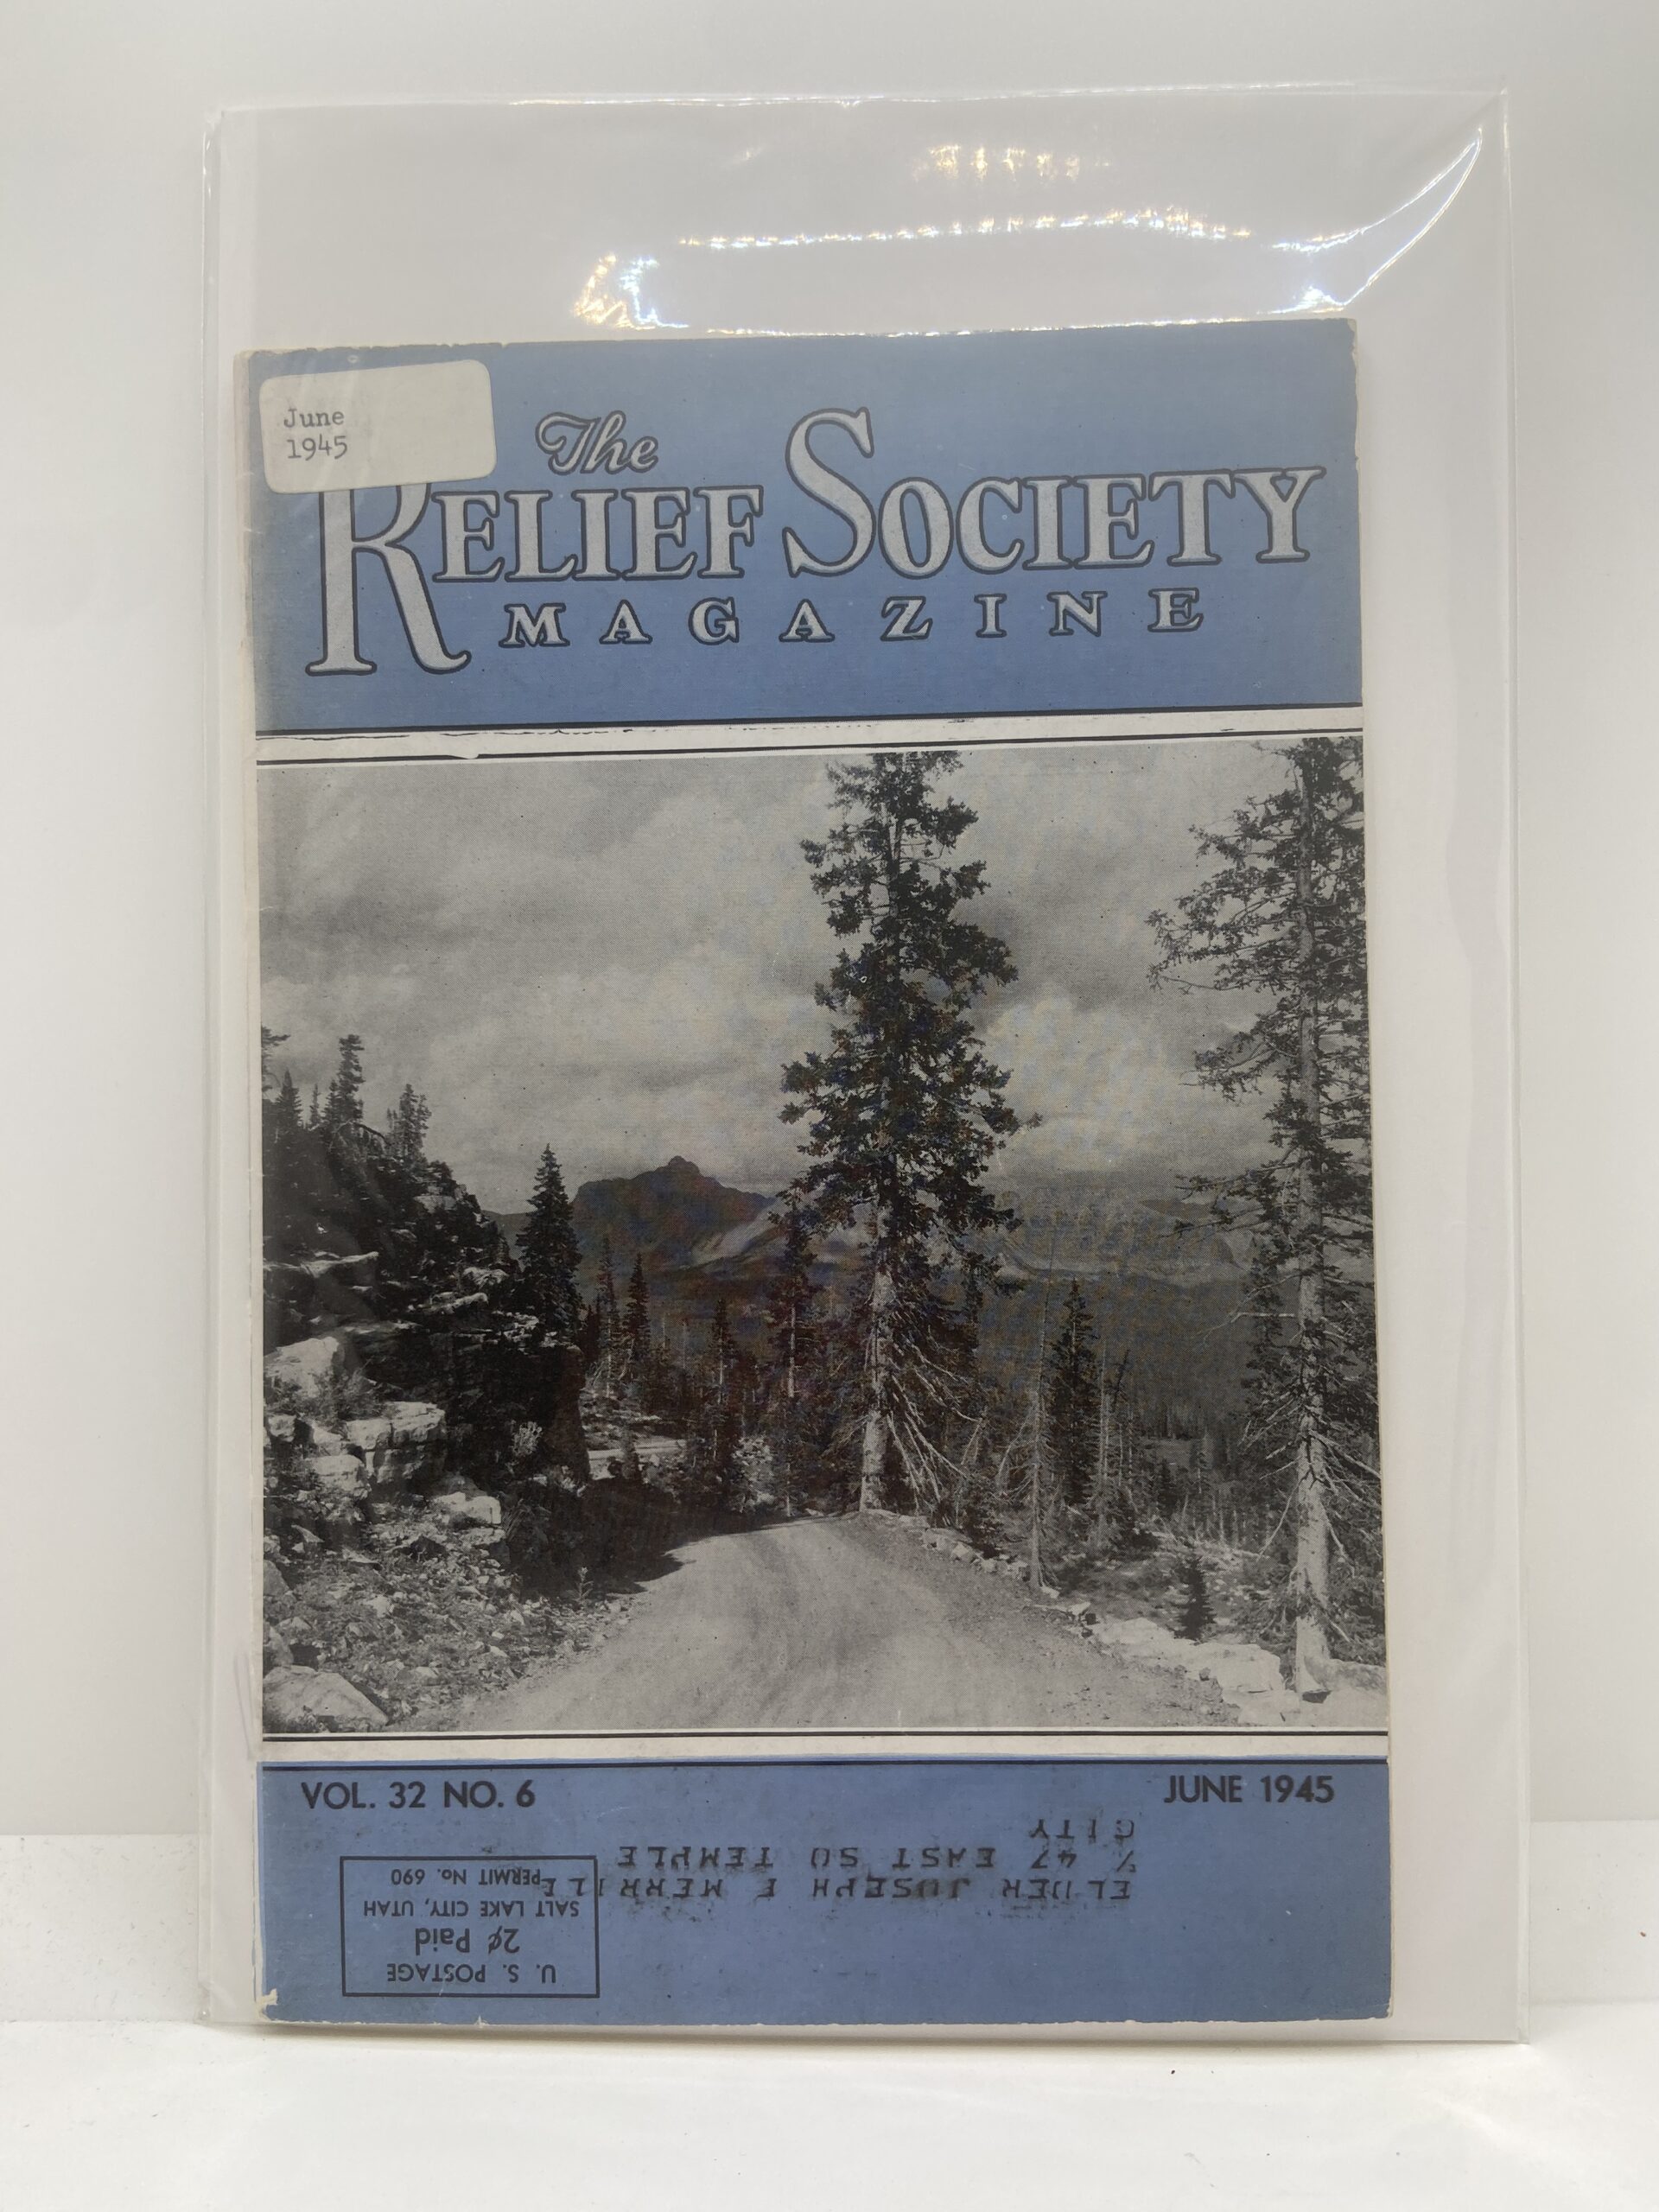 June
1945
The
RELIEF SOCIETY
MAGAZINE
VOL. 32 NO. 6
JUNE 1945
ELDER JOSEPH F MERRILE
% 47 EAST SO TEMPLE
CITY
U. S. POSTAGE
2¢ Paid
SALT LAKE CITY, UTAH
PERMIT No. 690